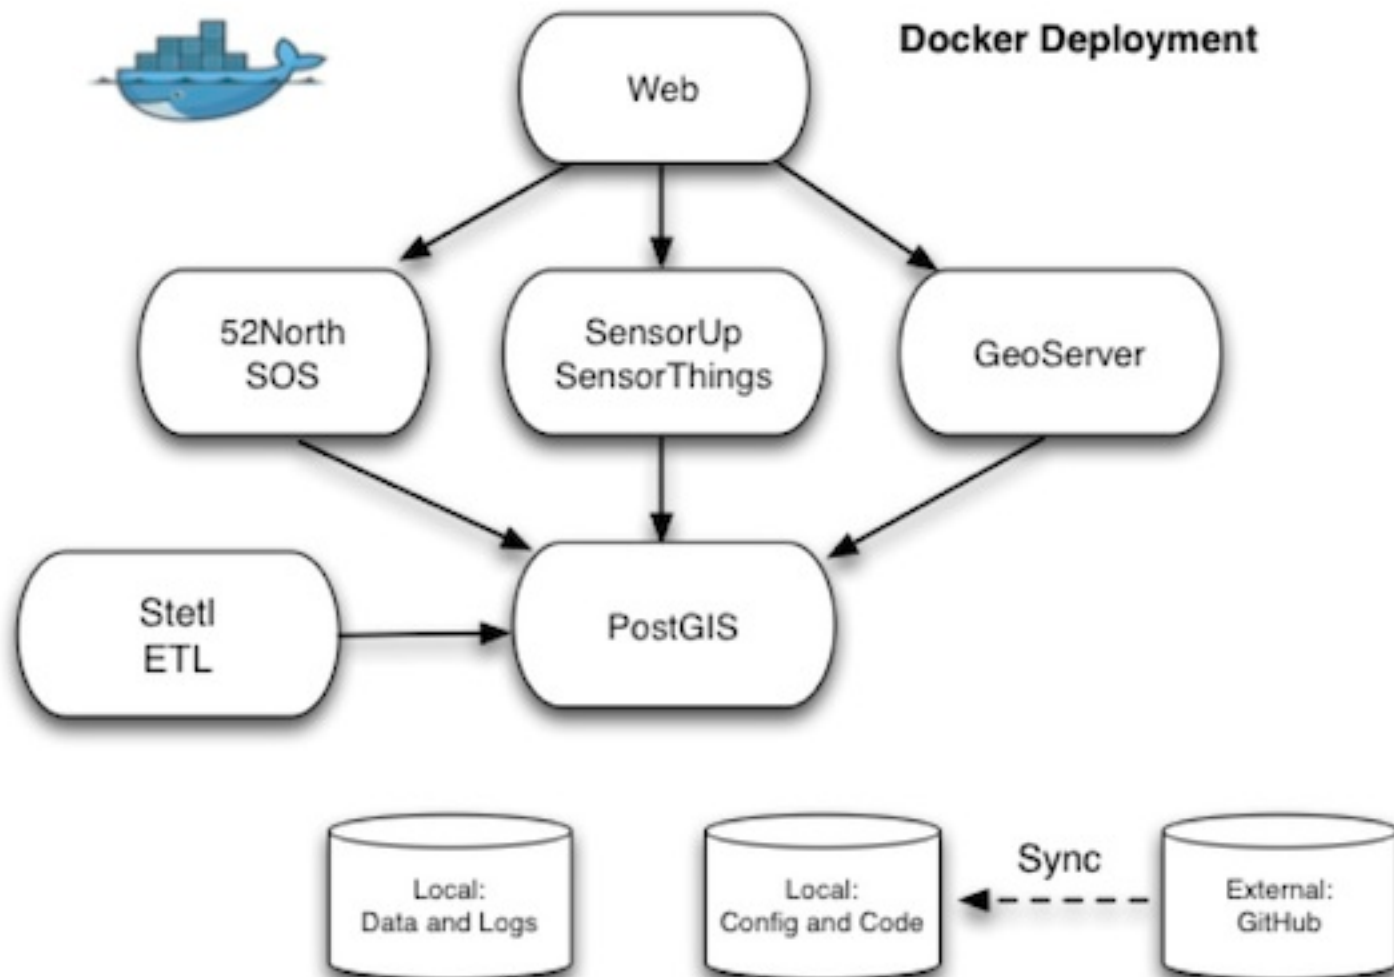 Docker Deployment
Web
52North
SOS
SensorUp
SensorThings
GeoServer
Stetl
ETL
PostGIS
Local:
Data and Logs
Local:
Config and Code
Sync
External:
GitHub